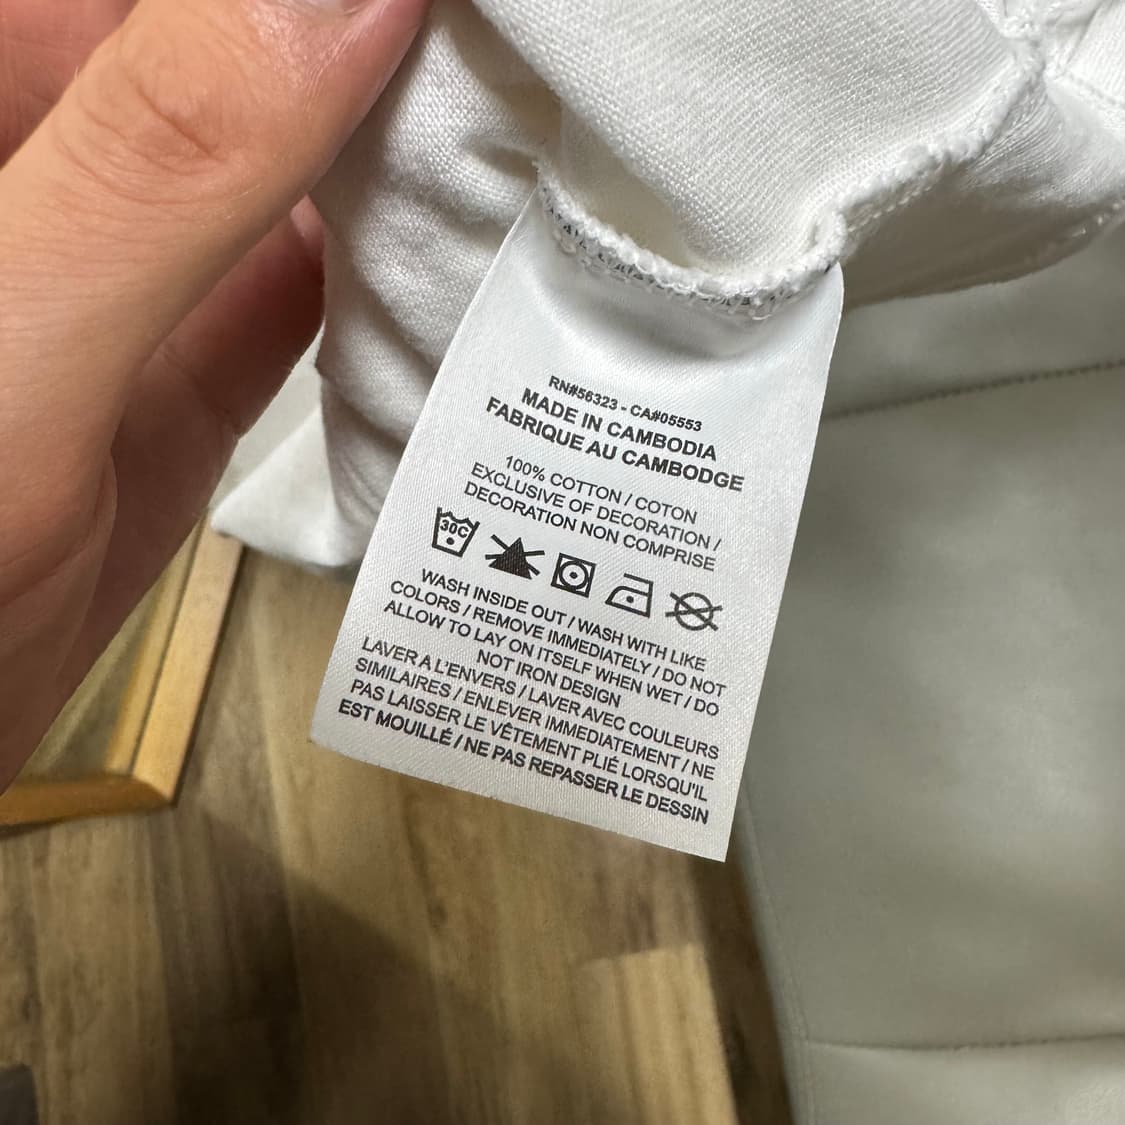 RN#56323 - CA#05553
MADE IN CAMBODIA
FABRIQUE AU CAMBODGE
100% COTTON / COTON
EXCLUSIVE OF DECORATION /
DECORATION NON COMPRISE
30C
WASH INSIDE OUT / WASH WITH LIKE
COLORS / REMOVE IMMEDIATELY / DO NOT
ALLOW TO LAY ON ITSELF WHEN WET / DO
NOT IRON DESIGN
LAVER A L'ENVERS / LAVER AVEC COULEURS
SIMILAIRES / ENLEVER IMMEDIATEMENT / NE
PAS LAISSER LE VÊTEMENT PLIÉ LORSQU'IL
EST MOUILLÉ / NE PAS REPASSER LE DESSIN